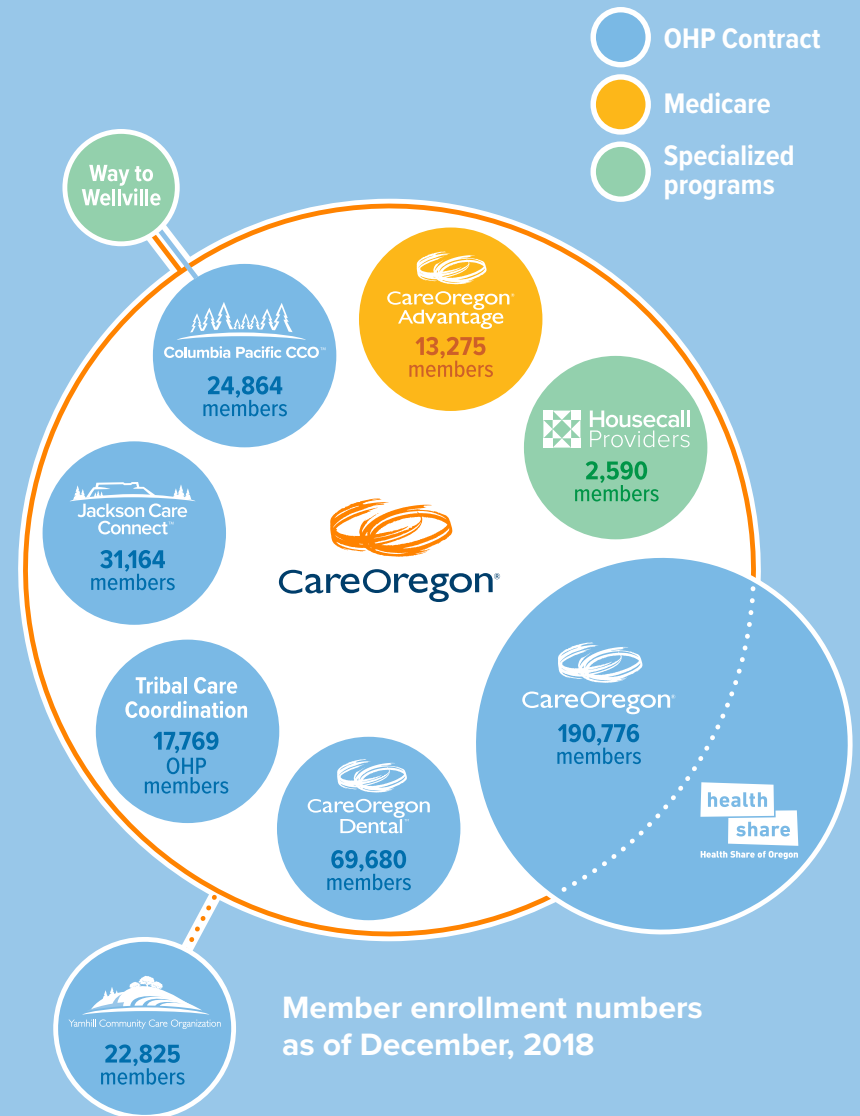 OHP Contract
Medicare
Specialized
programs
Way to
Wellville
CareOregon®
Advantage
13,275
members
Columbia Pacific CCO™
24,864
members
Housecall
Providers
2,590
members
Jackson Care
Connect™
31,164
members
CareOregon®
CareOregon®
190,776
members
Tribal Care
Coordination
17,769
OHP
members
CareOregon
Dental™
69,680
members
health
share
Health Share of Oregon
Yamhill Community Care Organization
22,825
members
Member enrollment numbers
as of December, 2018